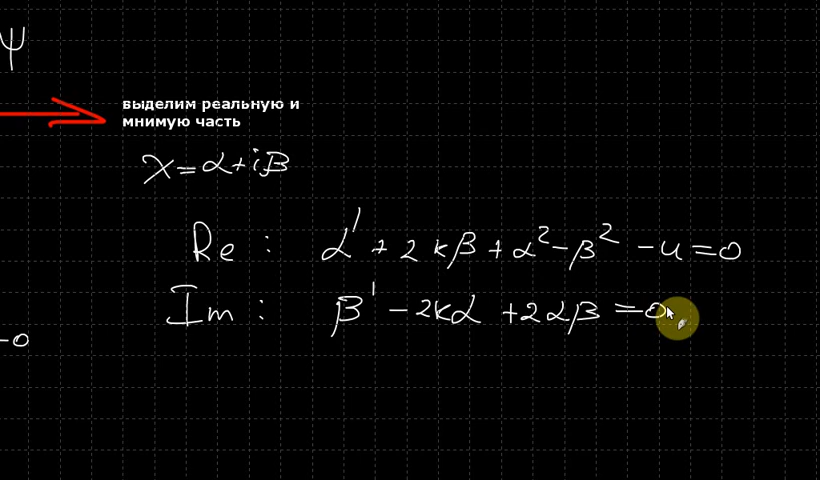 ψ
выделим реальную и
мнимую часть
χ = α + iβ
Re : α' + 2kβ + α² - β² - u = 0
Im : β' - 2kα + 2αβ = 0
-0